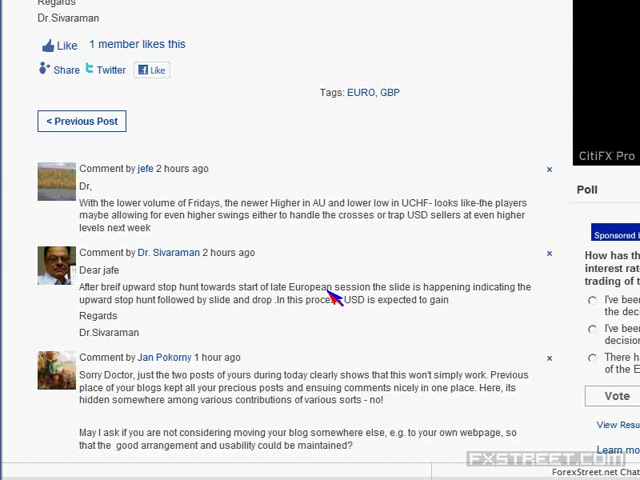 Regards
Dr.Sivaraman
Like 1 member likes this
Share Twitter Like
Tags: EURO, GBP
< Previous Post
CitiFX Pro
Comment by jefe 2 hours ago ×
Dr,
With the lower volume of Fridays, the newer Higher in AU and lower low in UCHF- looks like-the players
maybe allowing for even higher swings either to handle the crosses or trap USD sellers at even higher
levels next week
Poll
Sponsored
How has th
interest rat
trading of t
I've bee
the dec
I've bee
decisio
There h
of the E
Vote
View Resu
Learn mo
Comment by Dr. Sivaraman 2 hours ago ×
Dear jafe
After breif upward stop hunt towards start of late European session the slide is happening indicating the
upward stop hunt followed by slide and drop .In this process USD is expected to gain
Regards
Dr.Sivaraman
Comment by Jan Pokorny 1 hour ago ×
Sorry Doctor, just the two posts of yours during today clearly shows that this won't simply work. Previous
place of your blogs kept all your precious posts and ensuing comments nicely in one place. Here, its
hidden somewhere among various contributions of various sorts - no!
May I ask if you are not considering moving your blog somewhere else, e.g. to your own webpage, so
that the good arrangement and usability could be maintained?
FXSTREET.COM
ForexStreet.net Chat